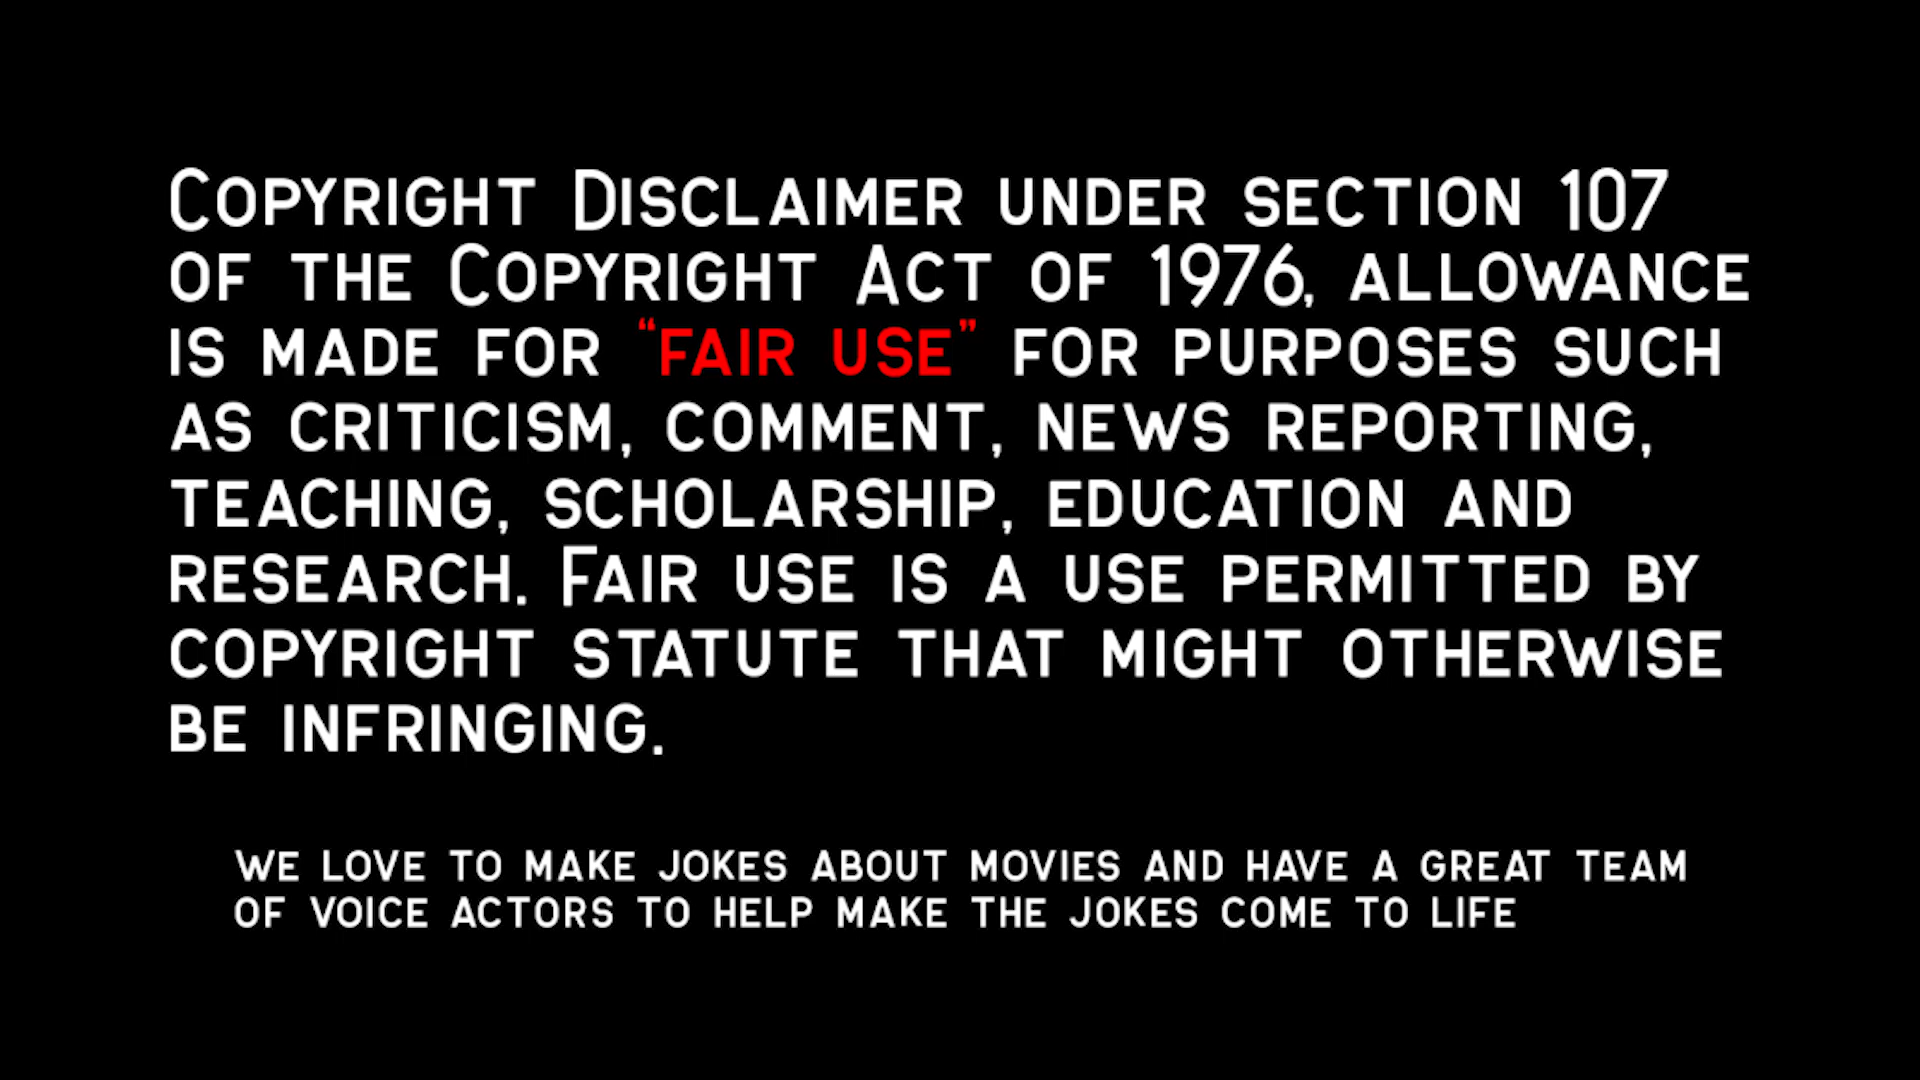 Copyright Disclaimer under section 107
of the Copyright Act of 1976, allowance
is made for “fair use” for purposes such
as criticism, comment, news reporting,
teaching, scholarship, education and
research. Fair use is a use permitted by
copyright statute that might otherwise
be infringing.
we love to make jokes about movies and have a great team
of voice actors to help make the jokes come to life